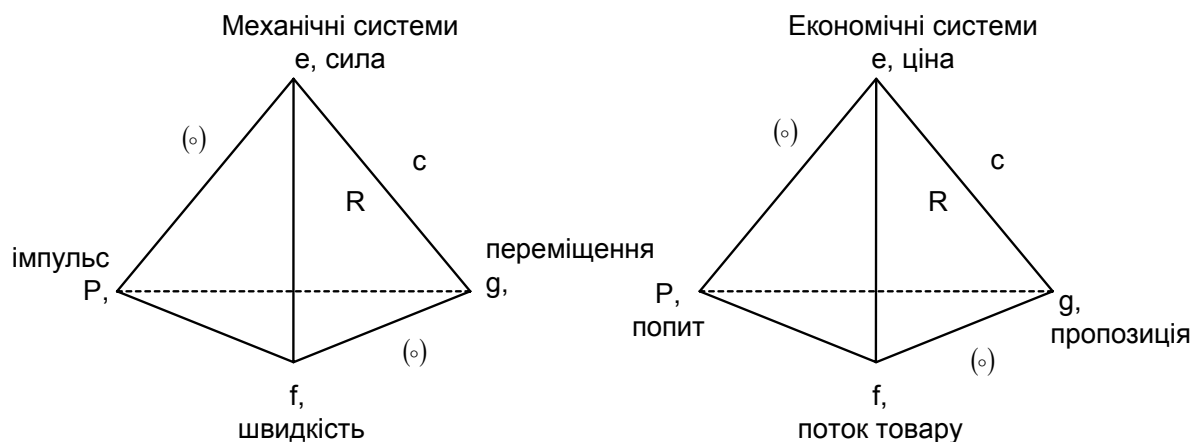 Механічні системи
e, сила
(∘)
c
R
імпульс
P,
переміщення
g,
(∘)
f,
швидкість
Економічні системи
e, ціна
(∘)
c
R
P,
попит
g,
пропозиція
(∘)
f,
поток товару